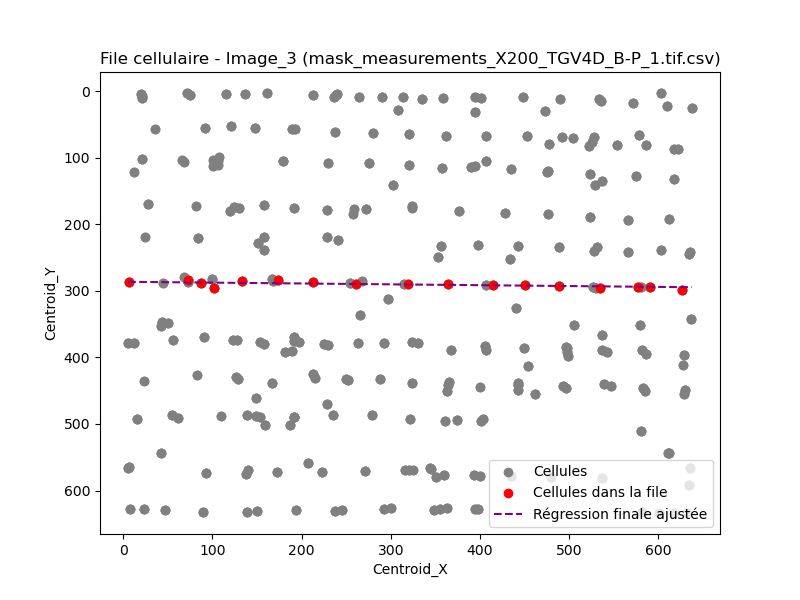 File cellulaire - Image_3 (mask_measurements_X200_TGV4D_B-P_1.tif.csv)
0
100
200
300
400
500
600
Centroid_Y
Cellules
Cellules dans la file
Régression finale ajustée
0 100 200 300 400 500 600
Centroid_X